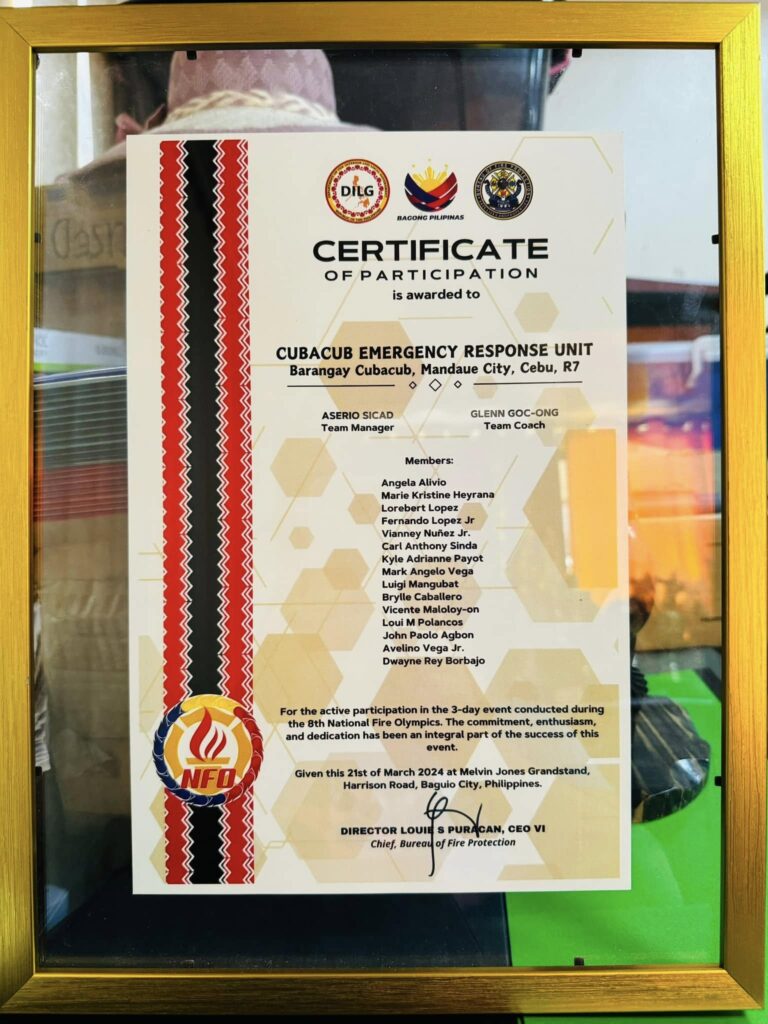 DILG
BAGONG PILIPINAS
CERTIFICATE
OF PARTICIPATION
is awarded to
CUBACUB EMERGENCY RESPONSE UNIT
Barangay Cubacub, Mandaue City, Cebu, R7
ASERIO SICAD
Team Manager
GLENN GOC-ONG
Team Coach
Members:
Angela Alivio
Marie Kristine Heyrana
Lorebert Lopez
Fernando Lopez Jr
Vianney Nuñez Jr.
Carl Anthony Sinda
Kyle Adrianne Payot
Mark Angelo Vega
Luigi Mangubat
Brylle Caballero
Vicente Maloloy-on
Loui M Polancos
John Paolo Agbon
Avelino Vega Jr.
Dwayne Rey Borbajo
For the active participation in the 3-day event conducted during
the 8th National Fire Olympics. The commitment, enthusiasm,
and dedication has been an integral part of the success of this
event.
Given this 21st of March 2024 at Melvin Jones Grandstand,
Harrison Road, Baguio City, Philippines.
NFO
DIRECTOR LOUIE S PURACAN, CEO VI
Chief, Bureau of Fire Protection